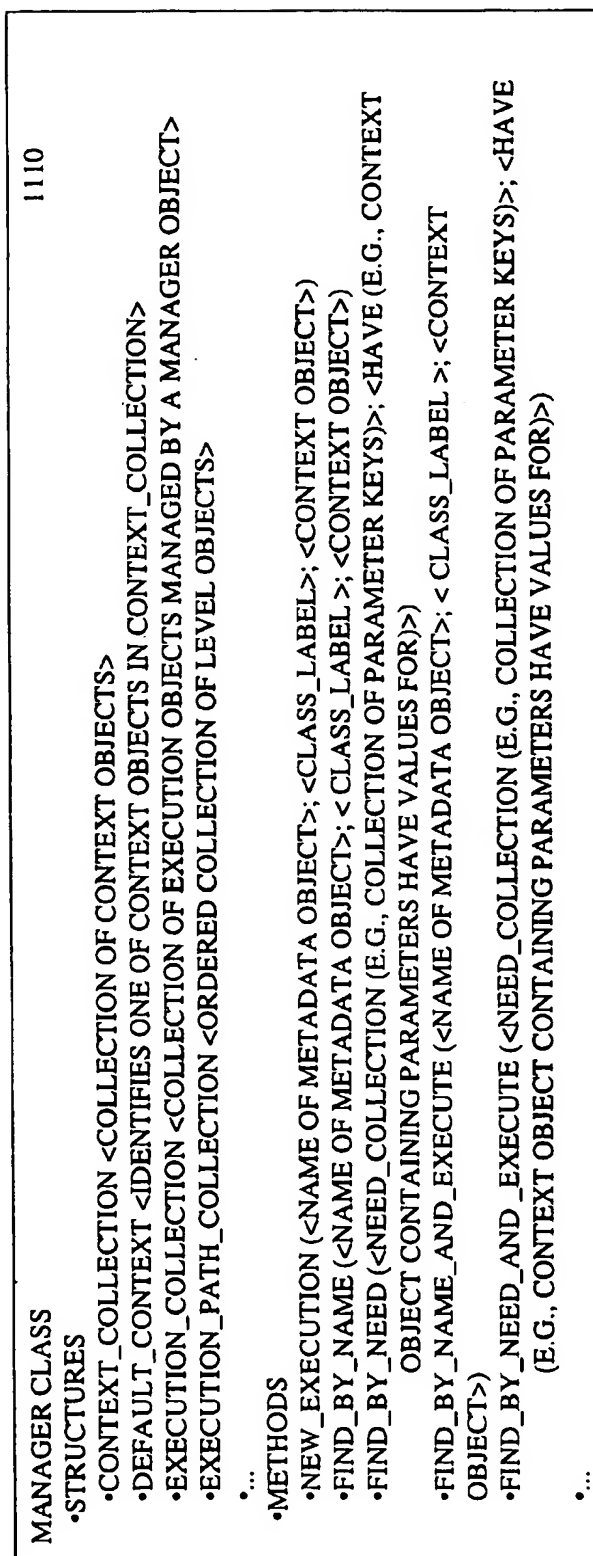 MANAGER CLASS 1110
•STRUCTURES
•CONTEXT_COLLECTION <COLLECTION OF CONTEXT OBJECTS>
•DEFAULT_CONTEXT <IDENTIFIES ONE OF CONTEXT OBJECTS IN CONTEXT_COLLECTION>
•EXECUTION_COLLECTION <COLLECTION OF EXECUTION OBJECTS MANAGED BY A MANAGER OBJECT>
•EXECUTION_PATH_COLLECTION <ORDERED COLLECTION OF LEVEL OBJECTS>
•...
•METHODS
•NEW_EXECUTION (<NAME OF METADATA OBJECT>; <CLASS_LABEL>; <CONTEXT OBJECT>)
•FIND_BY_NAME (<NAME OF METADATA OBJECT>; < CLASS_LABEL >; <CONTEXT OBJECT>)
•FIND_BY_NEED (<NEED_COLLECTION (E.G., COLLECTION OF PARAMETER KEYS)>; <HAVE (E.G., CONTEXT
OBJECT CONTAINING PARAMETERS HAVE VALUES FOR)>)
•FIND_BY_NAME_AND_EXECUTE (<NAME OF METADATA OBJECT>; < CLASS_LABEL >; <CONTEXT
OBJECT>)
•FIND_BY_NEED_AND _EXECUTE (<NEED_COLLECTION (E.G., COLLECTION OF PARAMETER KEYS)>; <HAVE
(E.G., CONTEXT OBJECT CONTAINING PARAMETERS HAVE VALUES FOR)>)
•...